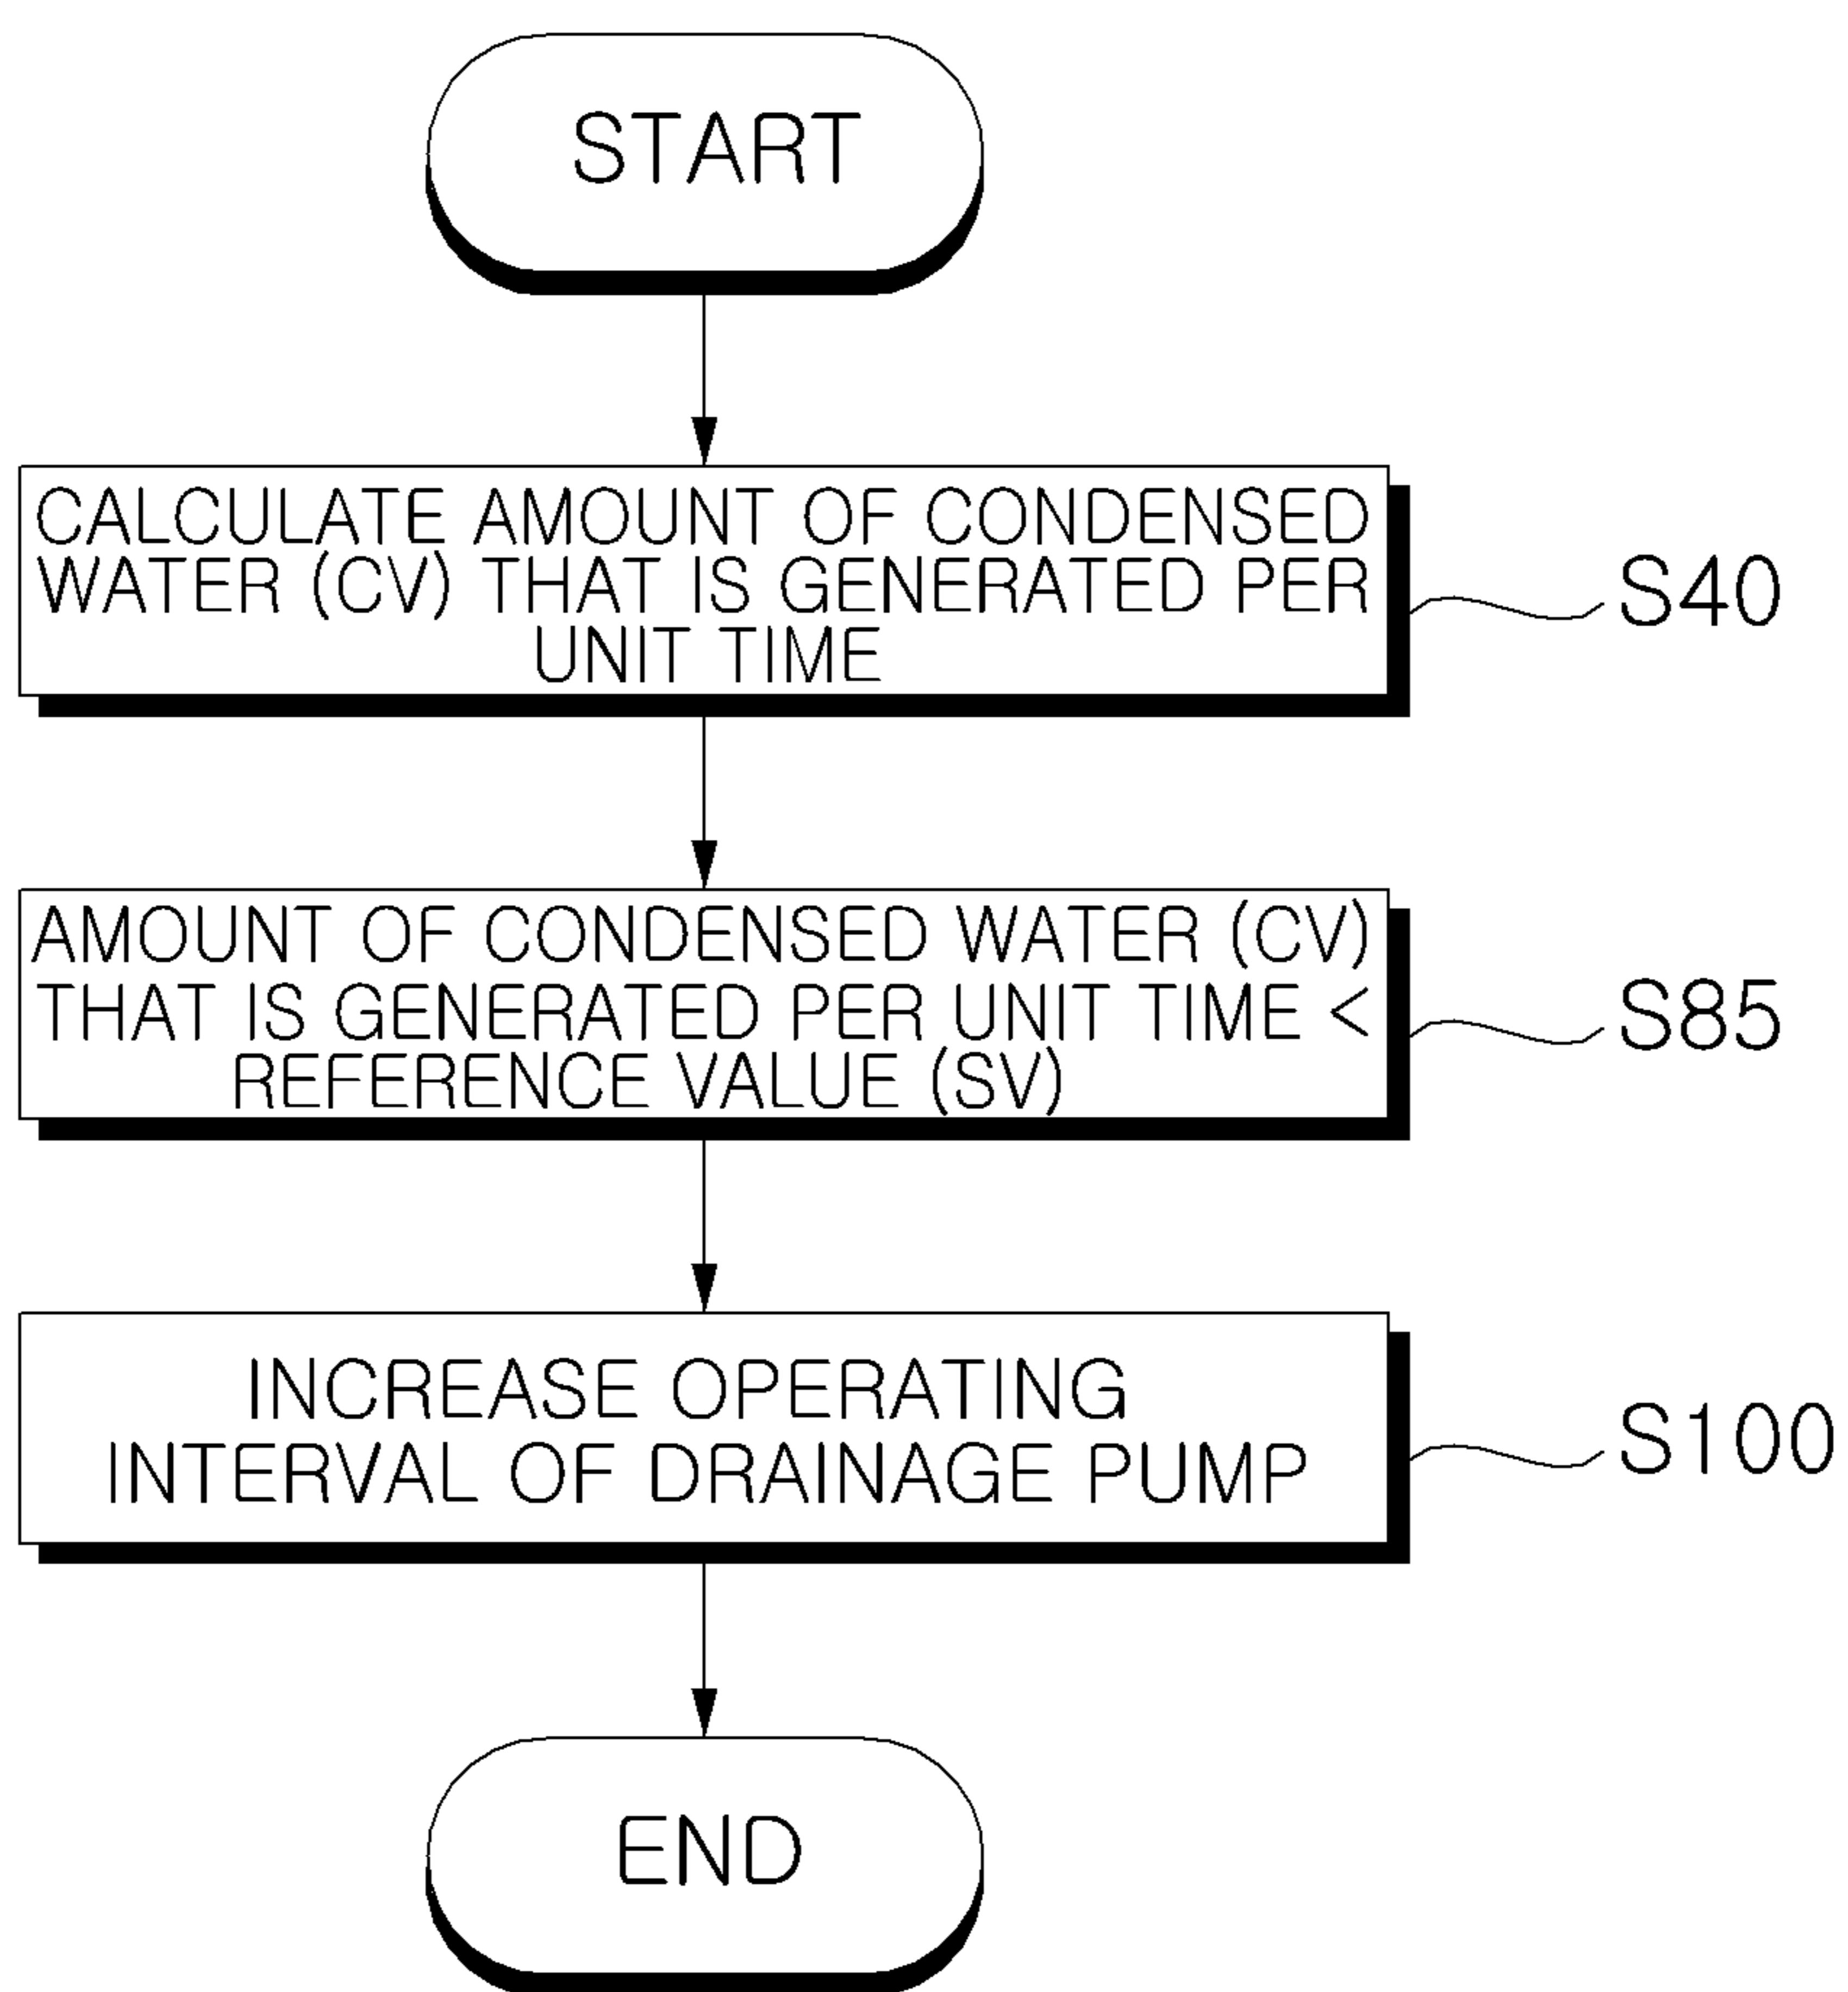 START
CALCULATE AMOUNT OF CONDENSED
WATER (CV) THAT IS GENERATED PER
UNIT TIME
S40
AMOUNT OF CONDENSED WATER (CV)
THAT IS GENERATED PER UNIT TIME <
REFERENCE VALUE (SV)
S85
INCREASE OPERATING
INTERVAL OF DRAINAGE PUMP
S100
END